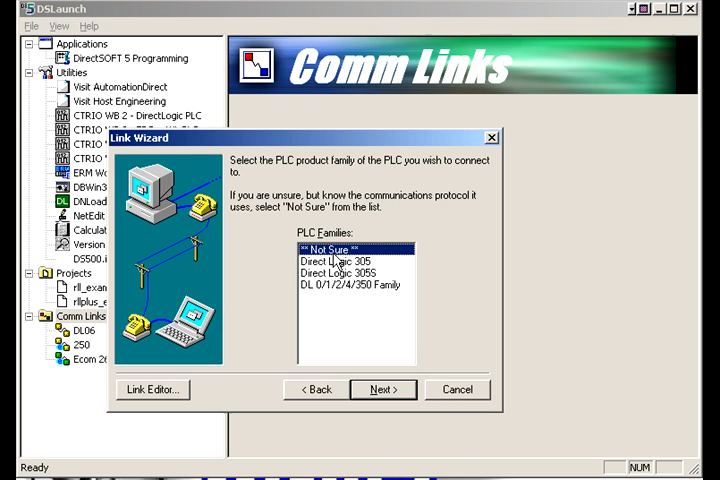 DSLaunch
File View Help
Applications
DirectSOFT 5 Programming
Utilities
Visit AutomationDirect
Visit Host Engineering
CTRIO WB 2 - DirectLogic PLC
CTRIO
CTRIO
CTRIO
ERM Wo
DBWin3
DNLoad
NetEdit
Calculat
Version
DS500.i
Projects
rll_exam
rllplus_e
Comm Links
DL06
250
Ecom 26
Comm Links
Link Wizard
Select the PLC product family of the PLC you wish to connect
to.
If you are unsure, but know the communications protocol it
uses, select "Not Sure" from the list.
PLC Families:
** Not Sure **
Direct Logic 305
Direct Logic 305S
DL 0/1/2/4/350 Family
Link Editor...
< Back
Next >
Cancel
Ready
NUM